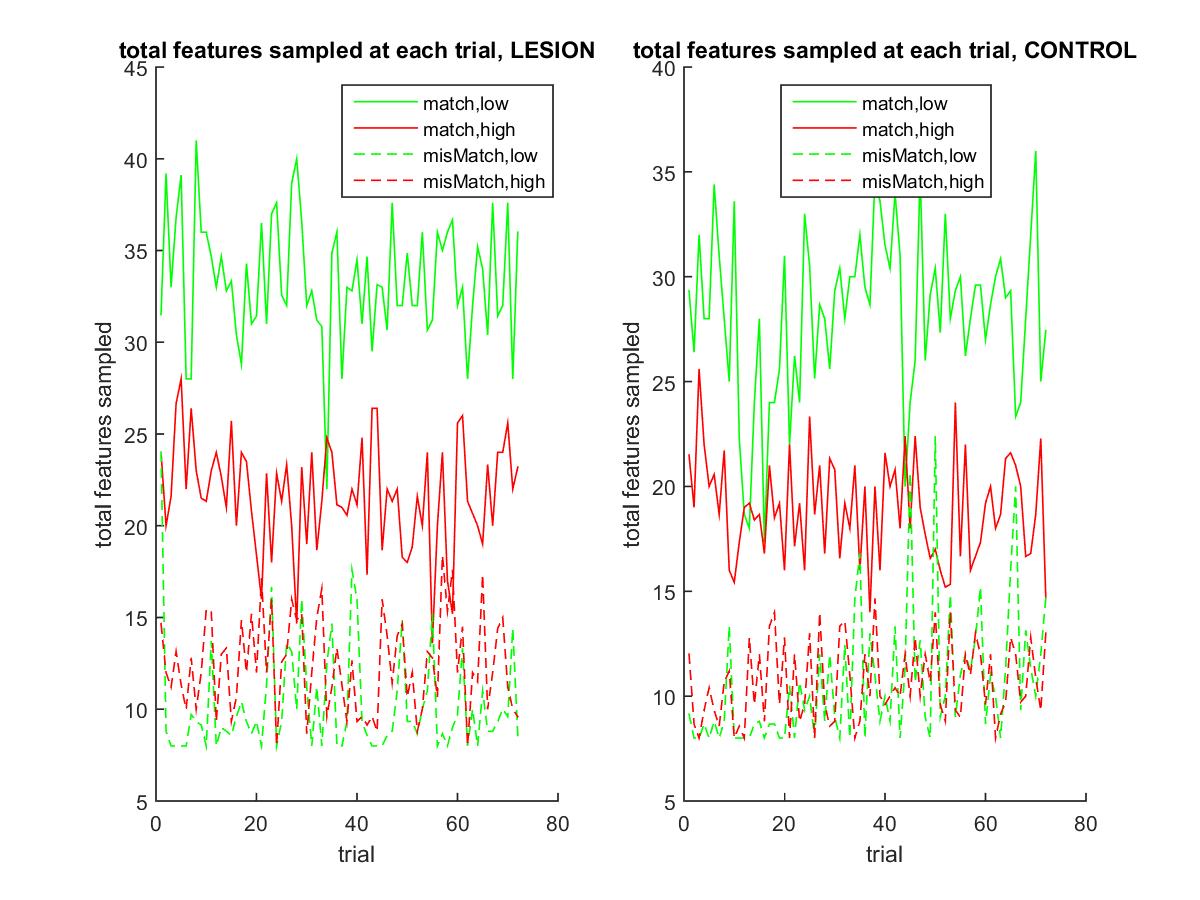 total features sampled at each trial, LESION
45
40
35
30
25
20
15
10
5
total features sampled
match,low
match,high
misMatch,low
misMatch,high
0
20
40
60
80
trial
total features sampled at each trial, CONTROL
40
35
30
25
20
15
10
5
total features sampled
match,low
match,high
misMatch,low
misMatch,high
0
20
40
60
80
trial